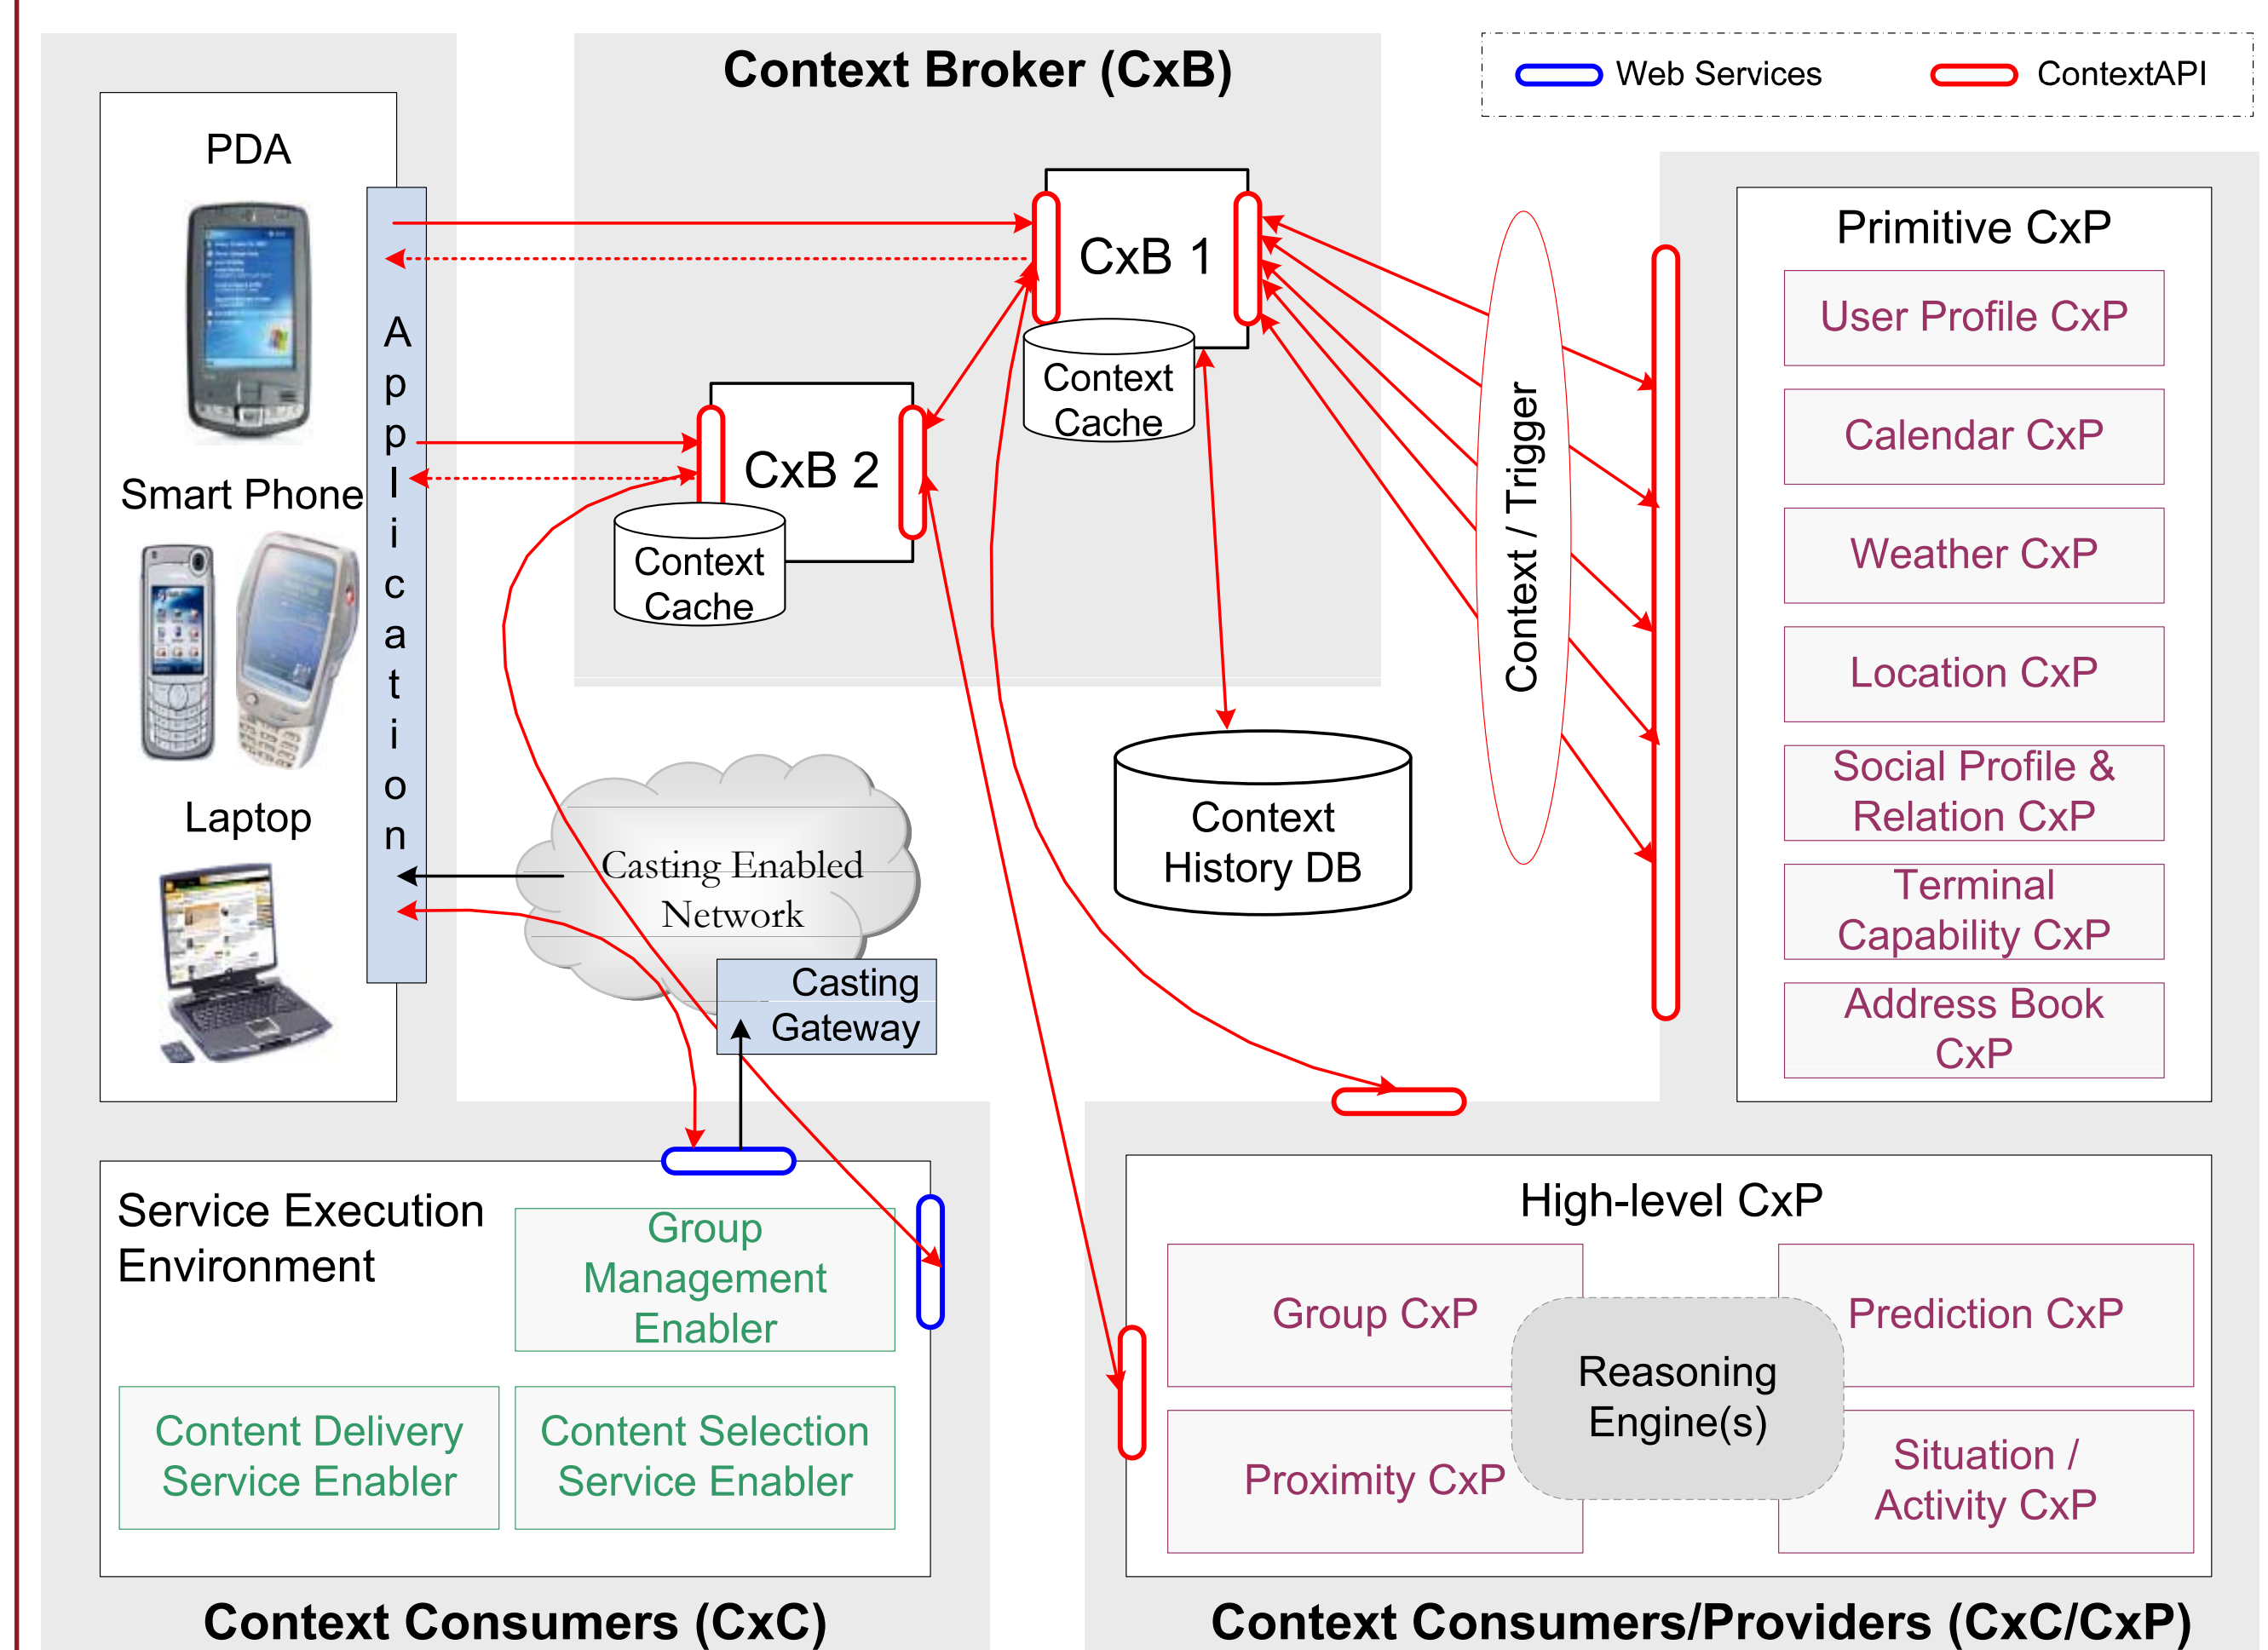 Context Broker (CxB)
Web Services
ContextAPI
PDA
Smart Phone
Laptop
Application
CxB 1
Context
Cache
CxB 2
Context
Cache
Context / Trigger
Context
History DB
Casting Enabled
Network
Casting
Gateway
Primitive CxP
User Profile CxP
Calendar CxP
Weather CxP
Location CxP
Social Profile &
Relation CxP
Terminal
Capability CxP
Address Book
CxP
Service Execution
Environment
Group
Management
Enabler
Content Delivery
Service Enabler
Content Selection
Service Enabler
Context Consumers (CxC)
High-level CxP
Group CxP
Prediction CxP
Reasoning
Engine(s)
Proximity CxP
Situation /
Activity CxP
Context Consumers/Providers (CxC/CxP)